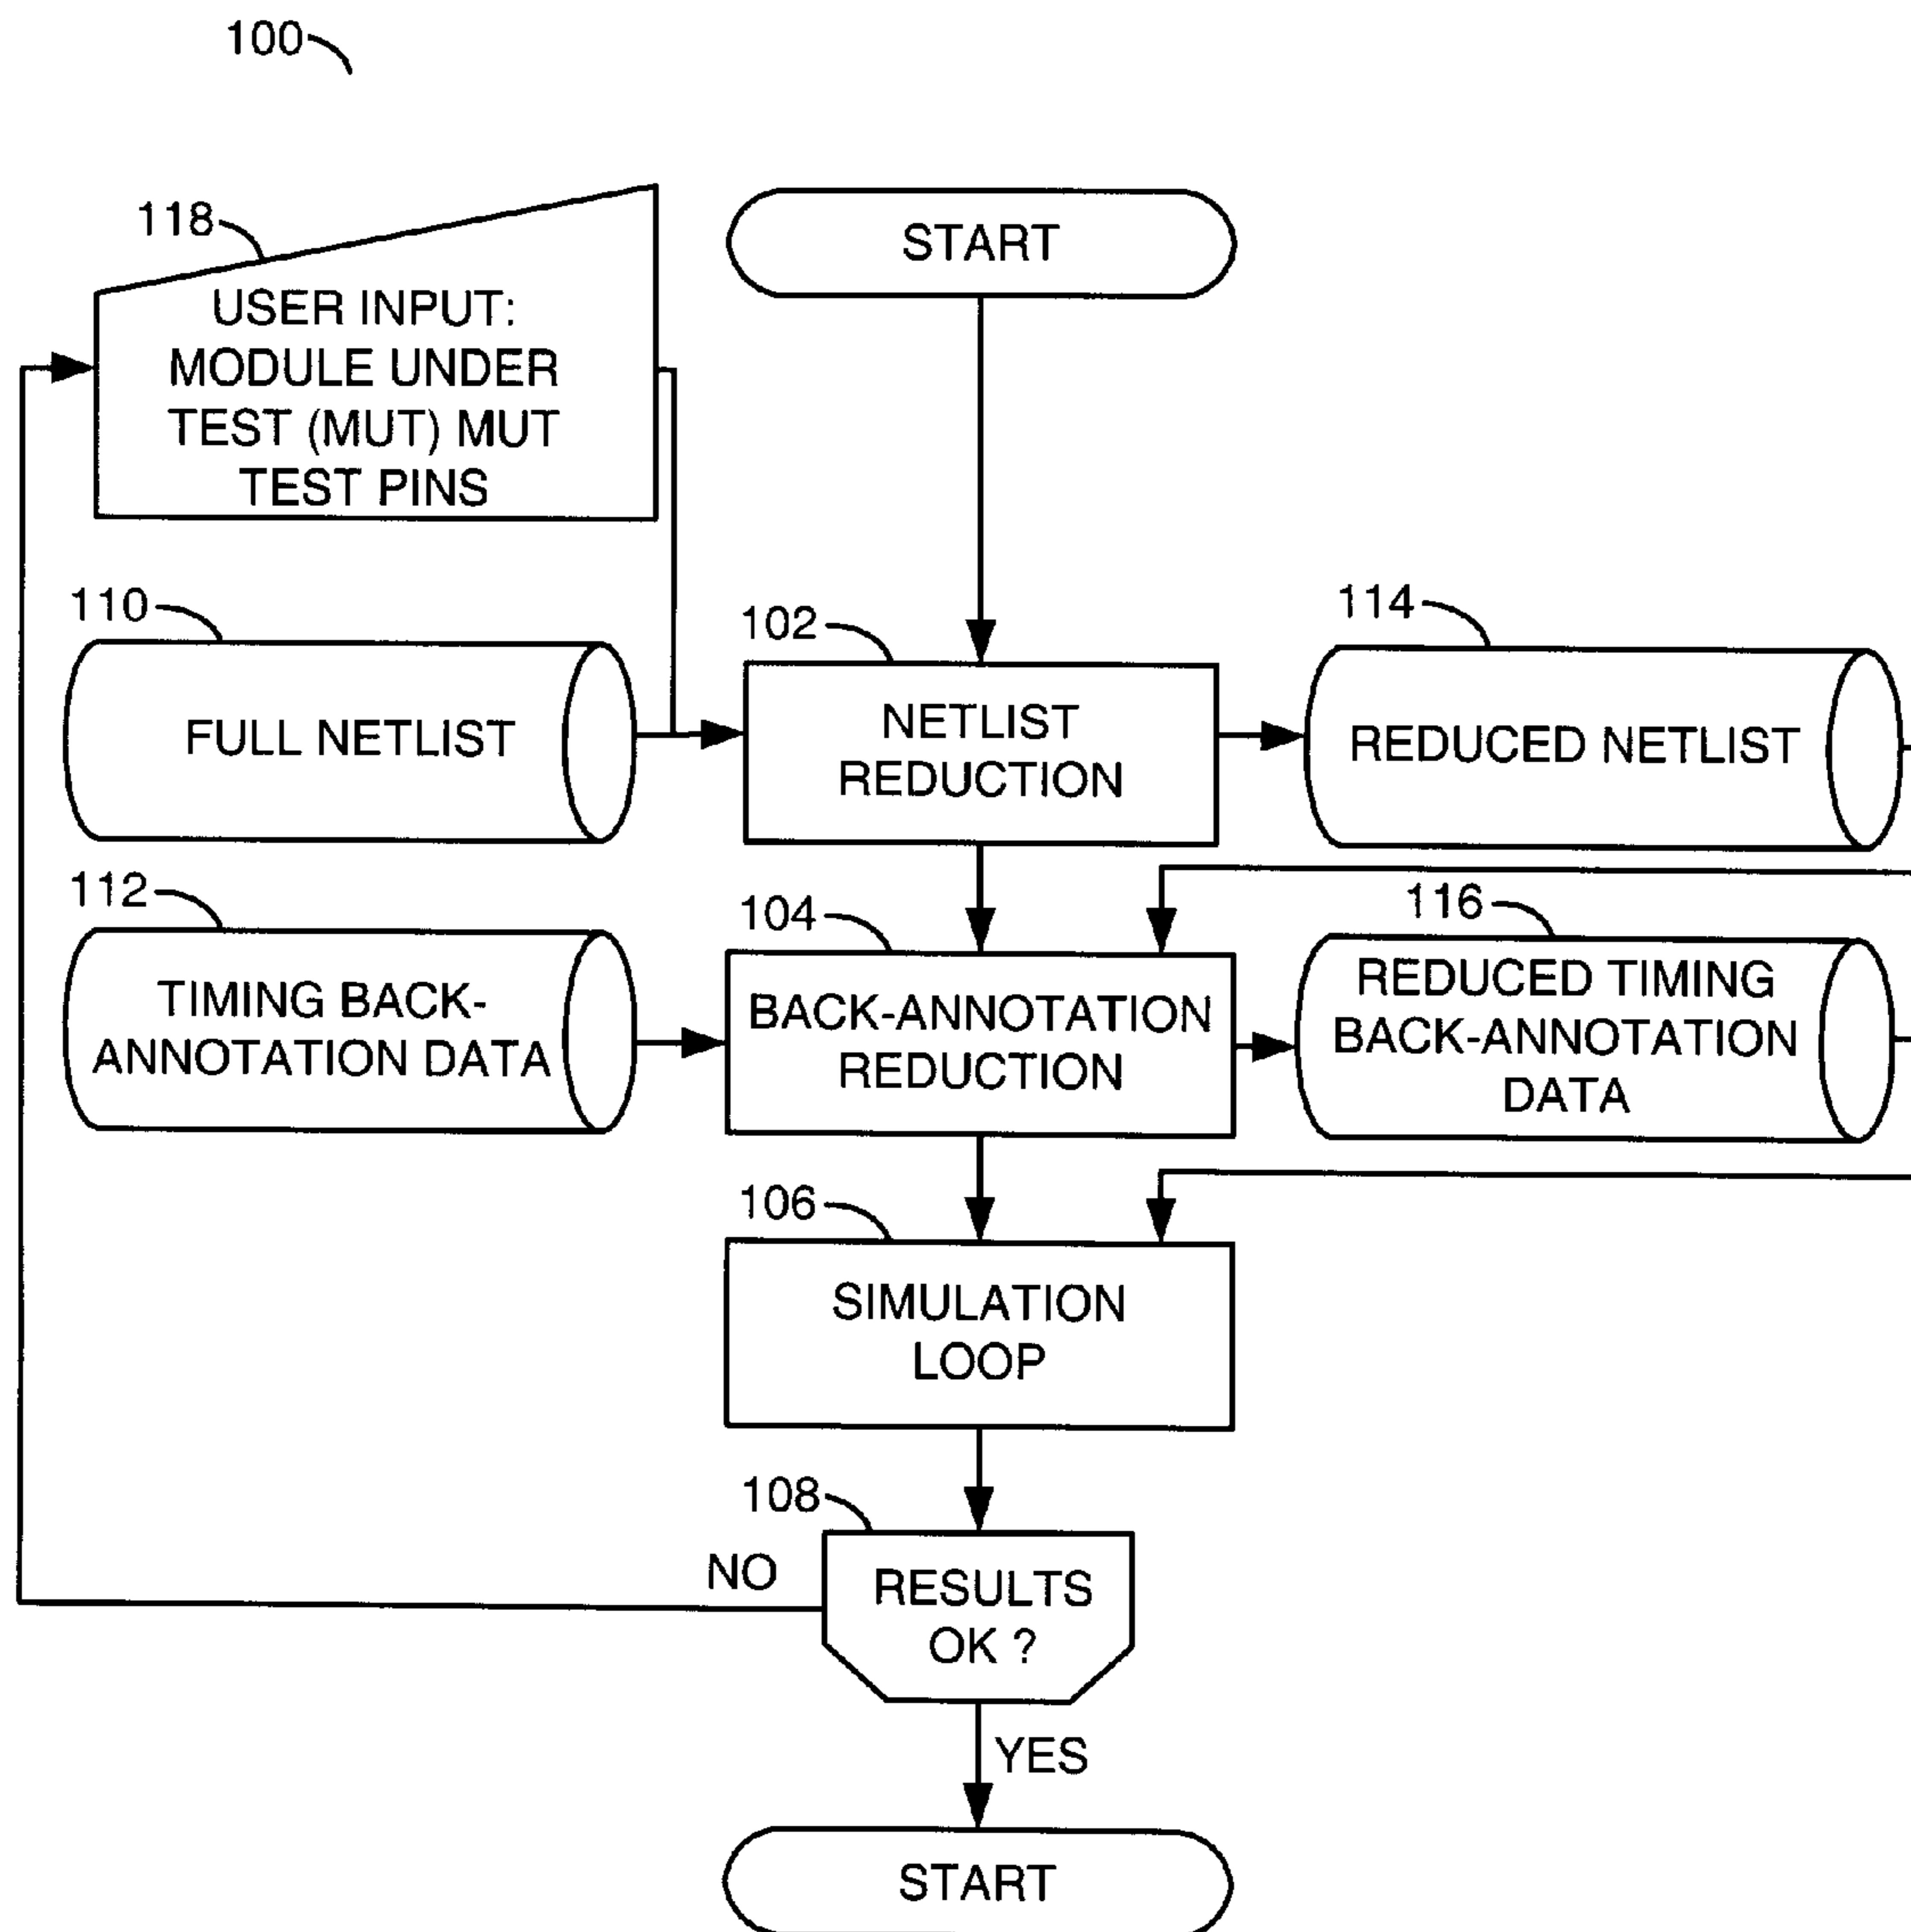 100
118
USER INPUT:
MODULE UNDER
TEST (MUT) MUT
TEST PINS
START
110
FULL NETLIST
102
NETLIST
REDUCTION
114
REDUCED NETLIST
112
TIMING BACK-
ANNOTATION DATA
104
BACK-ANNOTATION
REDUCTION
116
REDUCED TIMING
BACK-ANNOTATION
DATA
106
SIMULATION
LOOP
108
RESULTS
OK ?
NO
YES
START